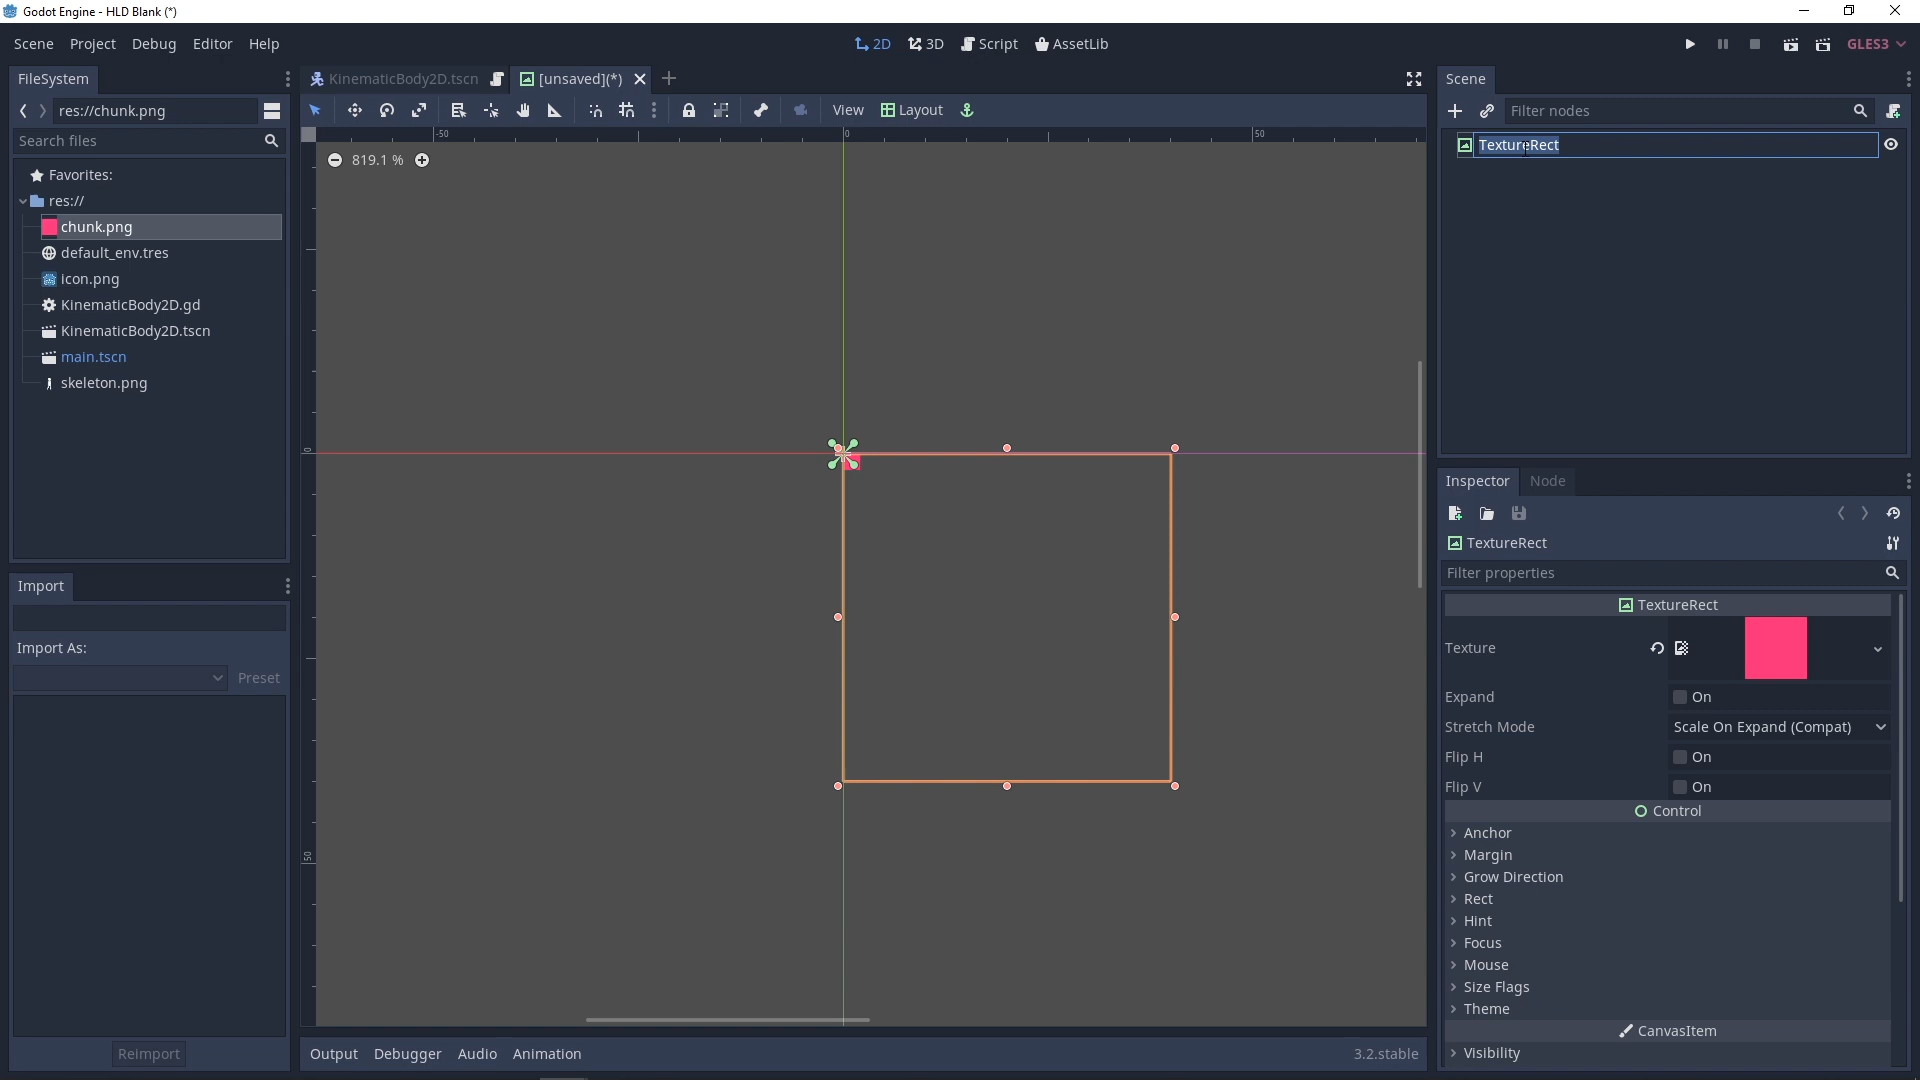 Godot Engine - HLD Blank (*)
Scene Project Debug Editor Help
2D 3D Script AssetLib
GLES3
FileSystem
res://chunk.png
Search files
Favorites:
res://
chunk.png
default_env.tres
icon.png
KinematicBody2D.gd
KinematicBody2D.tscn
main.tscn
skeleton.png
Import
Import As:
Preset
Reimport
KinematicBody2D.tscn [unsaved](*)
View Layout
-50 0 50
819.1 %
0
50
Output Debugger Audio Animation 3.2.stable
Scene
Filter nodes
TextureRect
Inspector Node
TextureRect
Filter properties
TextureRect
Texture
Expand On
Stretch Mode Scale On Expand (Compat)
Flip H On
Flip V On
Control
Anchor
Margin
Grow Direction
Rect
Hint
Focus
Mouse
Size Flags
Theme
CanvasItem
Visibility